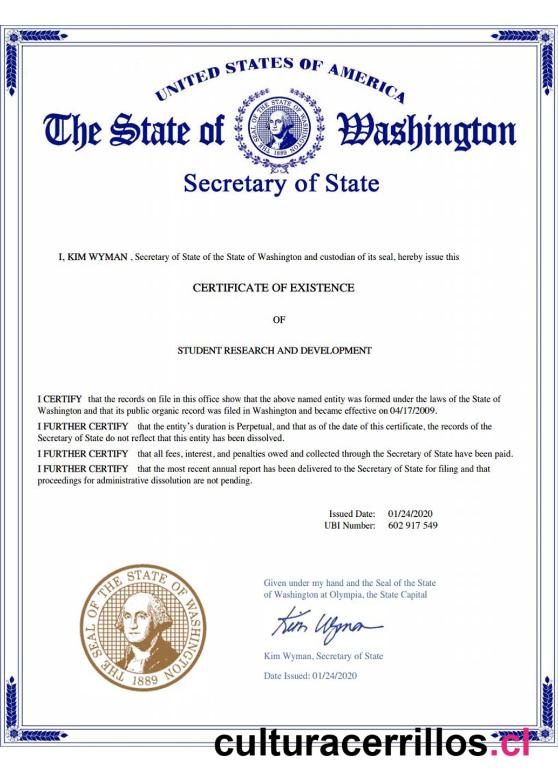 UNITED STATES OF AMERICA
The State of Washington
THE SEAL OF THE STATE OF WASHINGTON
1889
Secretary of State
I, KIM WYMAN , Secretary of State of the State of Washington and custodian of its seal, hereby issue this
CERTIFICATE OF EXISTENCE
OF
STUDENT RESEARCH AND DEVELOPMENT
I CERTIFY that the records on file in this office show that the above named entity was formed under the laws of the State of
Washington and that its public organic record was filed in Washington and became effective on 04/17/2009.
I FURTHER CERTIFY that the entity's duration is Perpetual, and that as of the date of this certificate, the records of the
Secretary of State do not reflect that this entity has been dissolved.
I FURTHER CERTIFY that all fees, interest, and penalties owed and collected through the Secretary of State have been paid.
I FURTHER CERTIFY that the most recent annual report has been delivered to the Secretary of State for filing and that
proceedings for administrative dissolution are not pending.
Issued Date: 01/24/2020
UBI Number: 602 917 549
THE SEAL OF THE STATE OF WASHINGTON
1889
Given under my hand and the Seal of the State
of Washington at Olympia, the State Capital
Kim Wyman
Kim Wyman, Secretary of State
Date Issued: 01/24/2020
culturacerrillos.cl